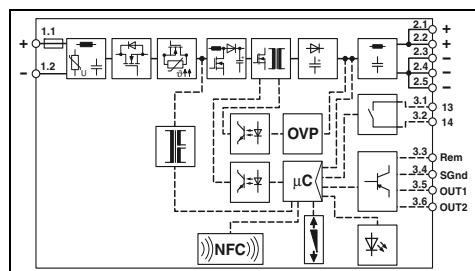 + 1.1
- 1.2
U
ϑ
2.1 +
2.2 +
2.3 -
2.4 -
2.5 -
OVP
µC
NFC
3.1 13
3.2 14
3.3 Rem
3.4 SGnd
3.5 OUT1
3.6 OUT2